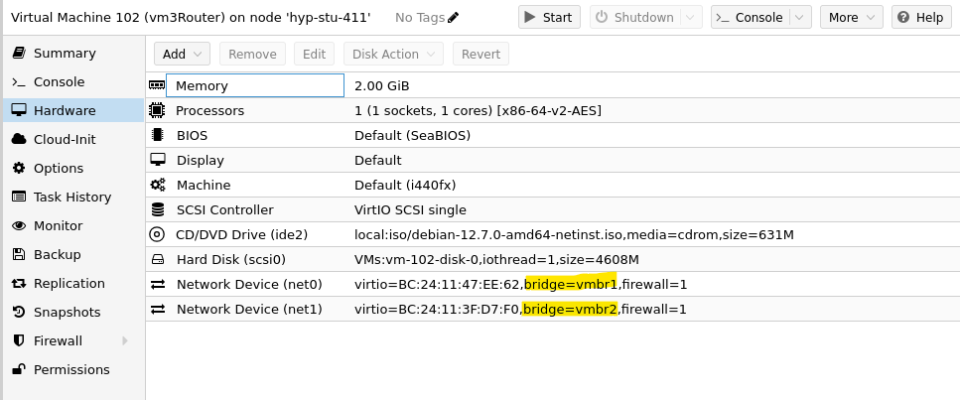 Virtual Machine 102 (vm3Router) on node 'hyp-stu-411' No Tags Start Shutdown Console More Help
Summary
Console
Hardware
Cloud-Init
Options
Task History
Monitor
Backup
Replication
Snapshots
Firewall
Permissions
Add Remove Edit Disk Action Revert
Memory 2.00 GiB
Processors 1 (1 sockets, 1 cores) [x86-64-v2-AES]
BIOS Default (SeaBIOS)
Display Default
Machine Default (i440fx)
SCSI Controller VirtIO SCSI single
CD/DVD Drive (ide2) local:iso/debian-12.7.0-amd64-netinst.iso,media=cdrom,size=631M
Hard Disk (scsi0) VMs:vm-102-disk-0,iothread=1,size=4608M
Network Device (net0) virtio=BC:24:11:47:EE:62,bridge=vmbr1,firewall=1
Network Device (net1) virtio=BC:24:11:3F:D7:F0,bridge=vmbr2,firewall=1